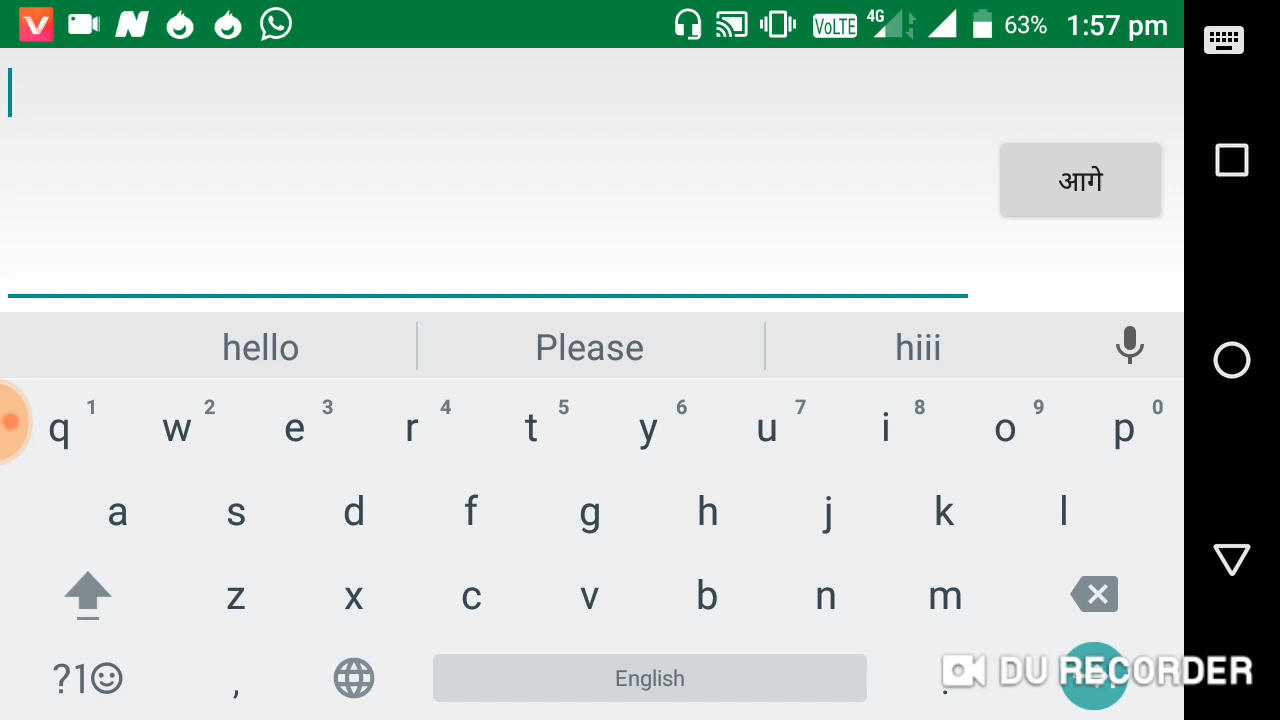 VoLTE 4G 63% 1:57 pm
आगे
hello Please hiii
q 1 w 2 e 3 r 4 t 5 y 6 u 7 i 8 o 9 p 0
a s d f g h j k l
z x c v b n m
?1 , English .
DU RECORDER